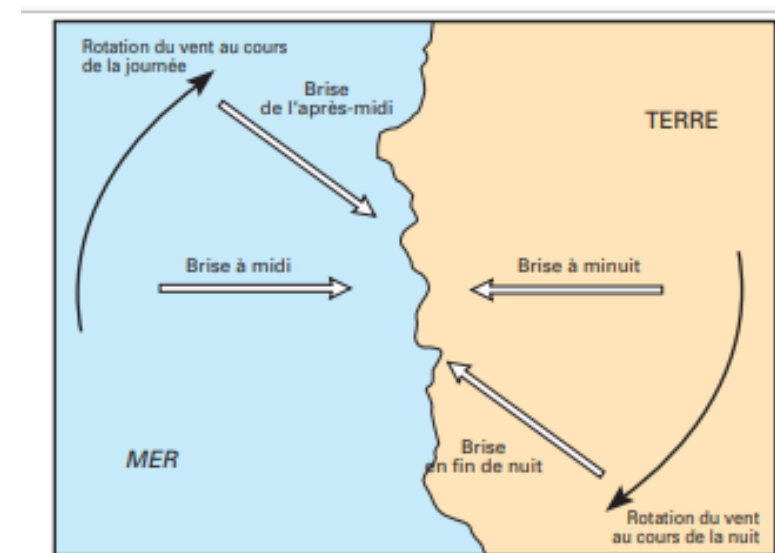 Rotation du vent au cours
de la journée
Brise
de l'après-midi
TERRE
Brise à midi
Brise à minuit
MER
Brise
en fin de nuit
Rotation du vent
au cours de la nuit